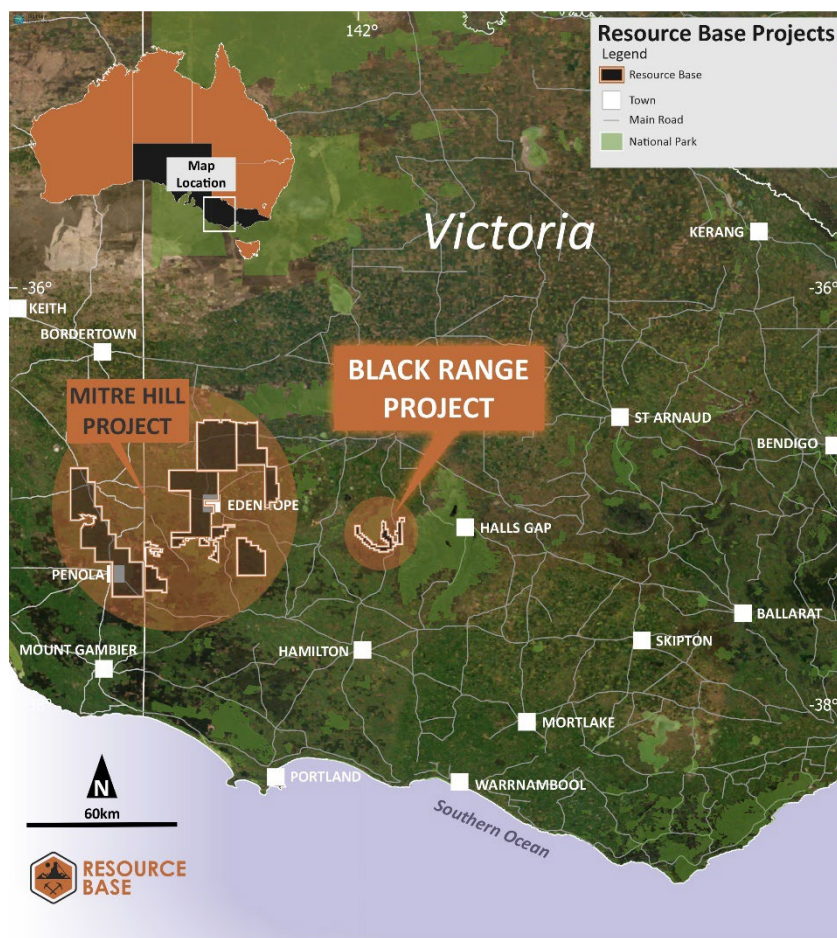 142°
Resource Base Projects
Legend
Resource Base
Town
Main Road
National Park
Map
Location
Victoria
KERANG
-36°
-36°
KEITH
BORDERTOWN
BLACK RANGE
PROJECT
MITRE HILL
PROJECT
ST ARNAUD
BENDIGO
EDENHOPE
HALLS GAP
PENOLA
BALLARAT
SKIPTON
HAMILTON
MOUNT GAMBIER
-38°
MORTLAKE
PORTLAND
WARRNAMBOOL
Southern Ocean
N
60km
RESOURCE
BASE